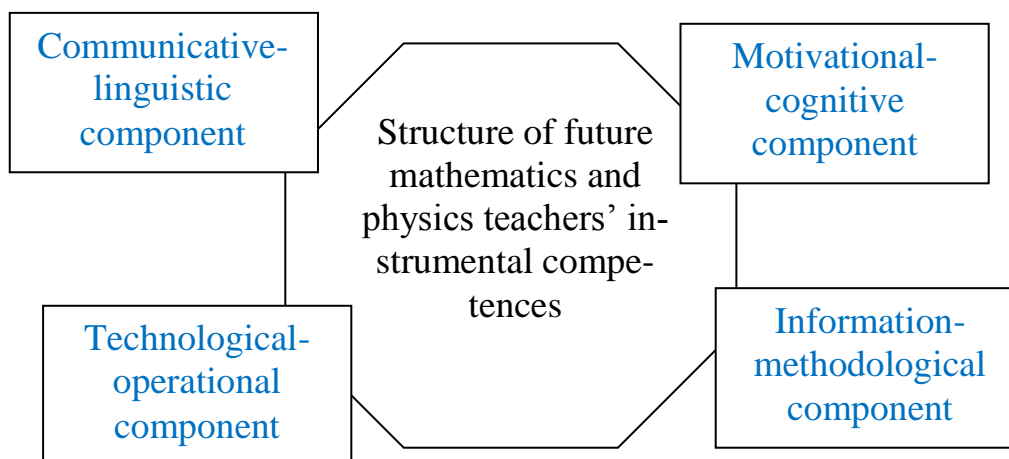 Communicative-
linguistic
component
Motivational-
cognitive
component
Structure of future
mathematics and
physics teachers’ in-
strumental compe-
tences
Technological-
operational
component
Information-
methodological
component